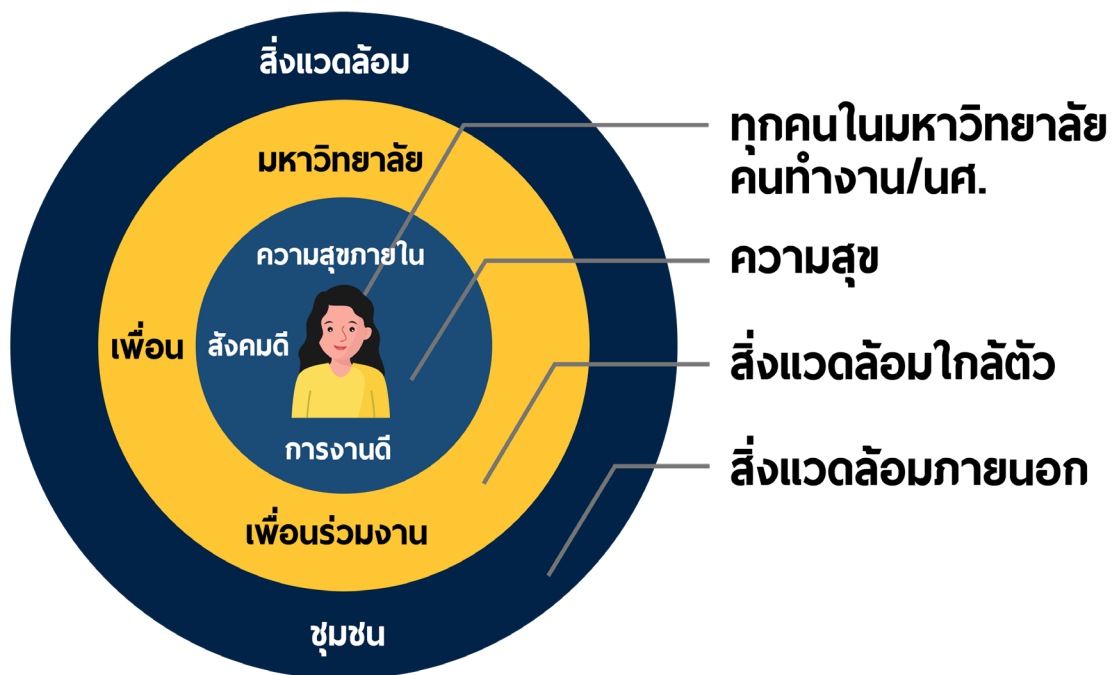 สิ่งแวดล้อม
มหาวิทยาลัย
ความสุขภายใน
เพื่อน
สังคมดี
การงานดี
เพื่อนร่วมงาน
ชุมชน
ทุกคนในมหาวิทยาลัย
คนทำงาน/นศ.
ความสุข
สิ่งแวดล้อมใกล้ตัว
สิ่งแวดล้อมภายนอก